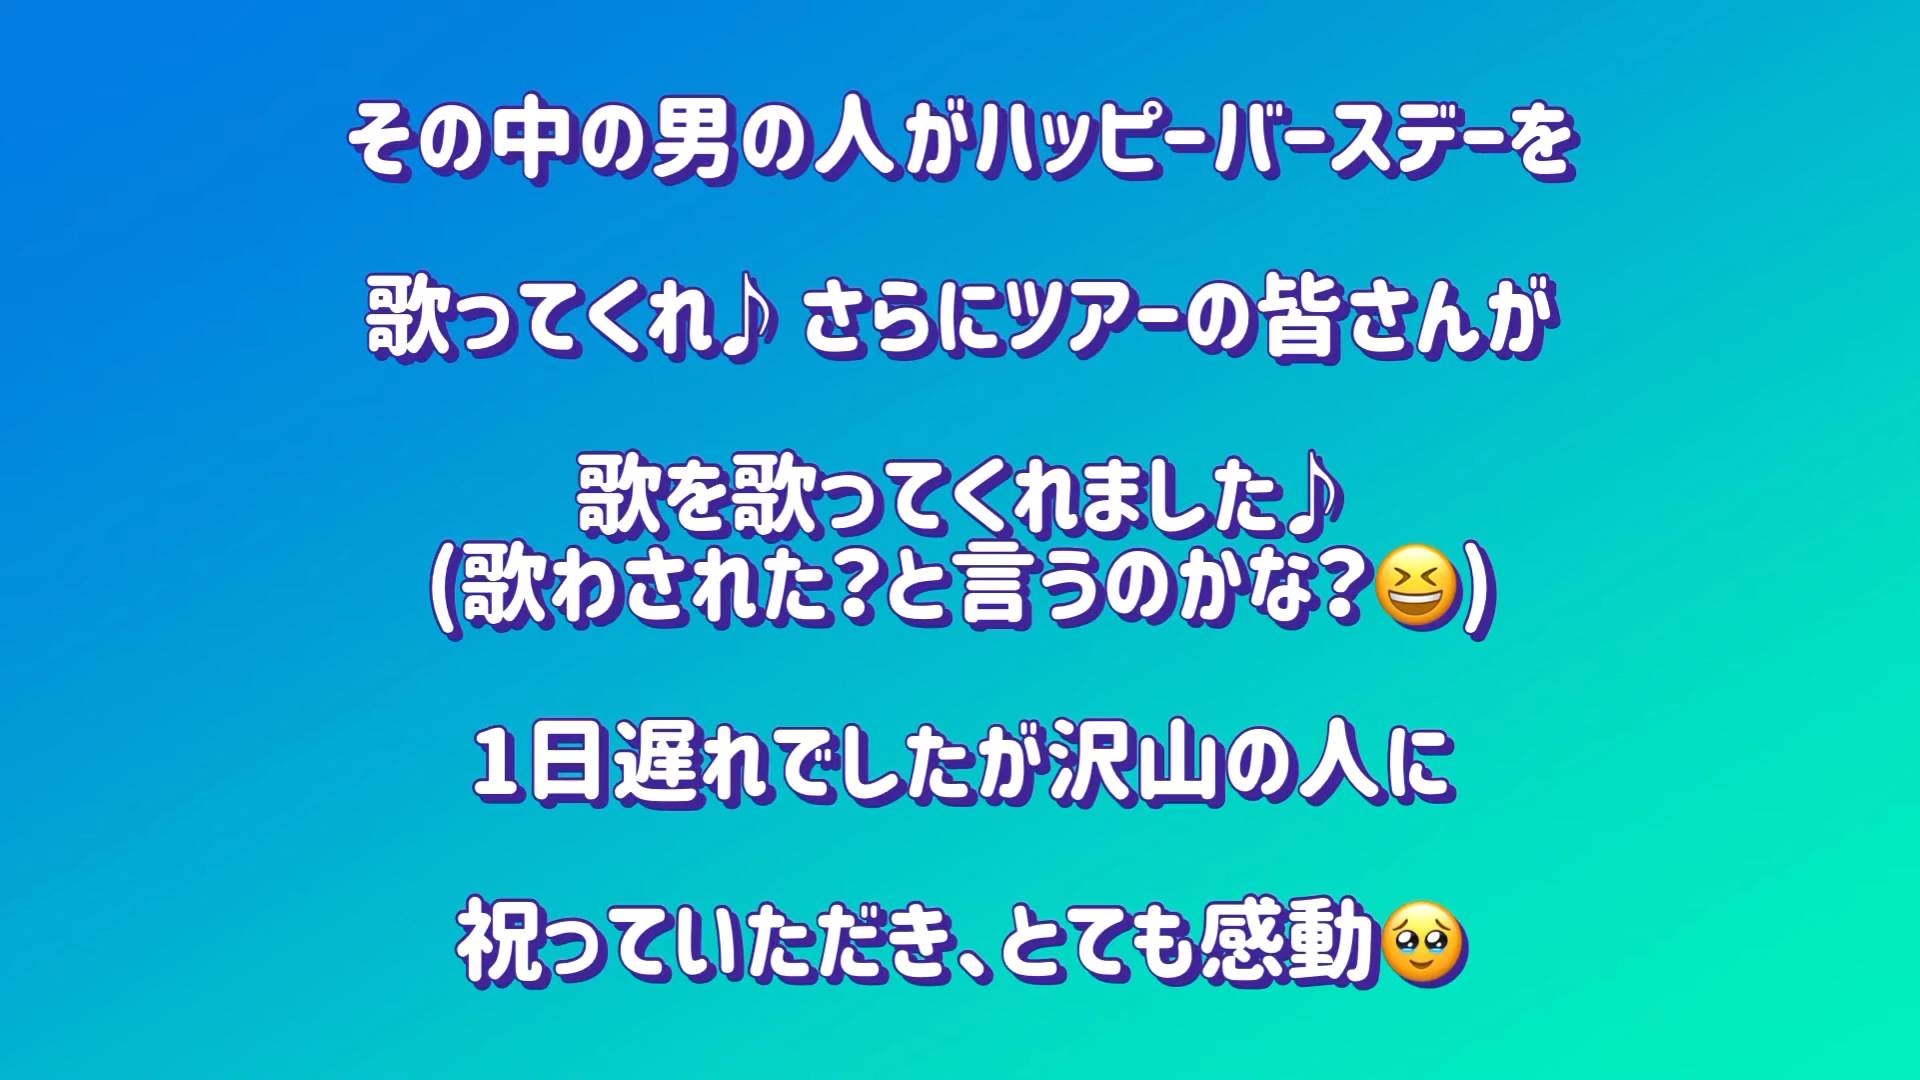 その中の男の人がハッピーバースデーを
歌ってくれ♪ さらにツアーの皆さんが
歌を歌ってくれました♪
(歌わされた？と言うのかな？😆)
1日遅れでしたが沢山の人に
祝っていただき、とても感動🥹